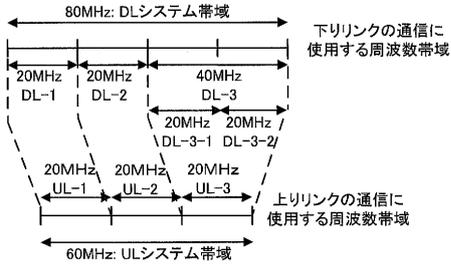 80MHz: DLシステム帯域
下りリンクの通信に
使用する周波数帯域
20MHz 20MHz 40MHz
DL-1 DL-2 DL-3
20MHz 20MHz
DL-3-1 DL-3-2
20MHz 20MHz 20MHz
UL-1 UL-2 UL-3
上りリンクの通信に
使用する周波数帯域
60MHz: ULシステム帯域